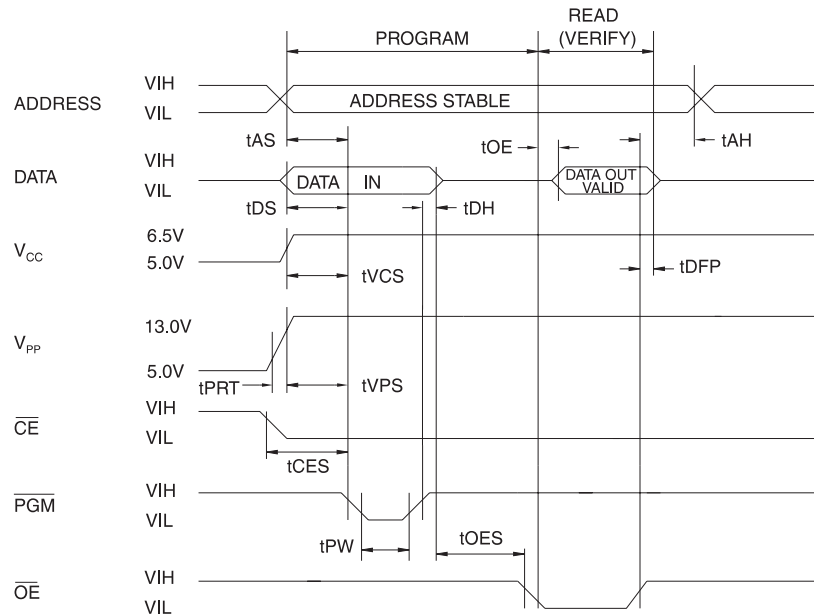 READ
PROGRAM (VERIFY)
VIH
ADDRESS ADDRESS STABLE
VIL
tAS tOE tAH
VIH
DATA DATA IN DATA OUT
VIL VALID
tDS tDH
6.5V
VCC
5.0V tVCS tDFP
13.0V
VPP
5.0V
tPRT tVPS
VIH
CE
VIL
tCES
VIH
PGM
VIL
tPW tOES
VIH
OE
VIL